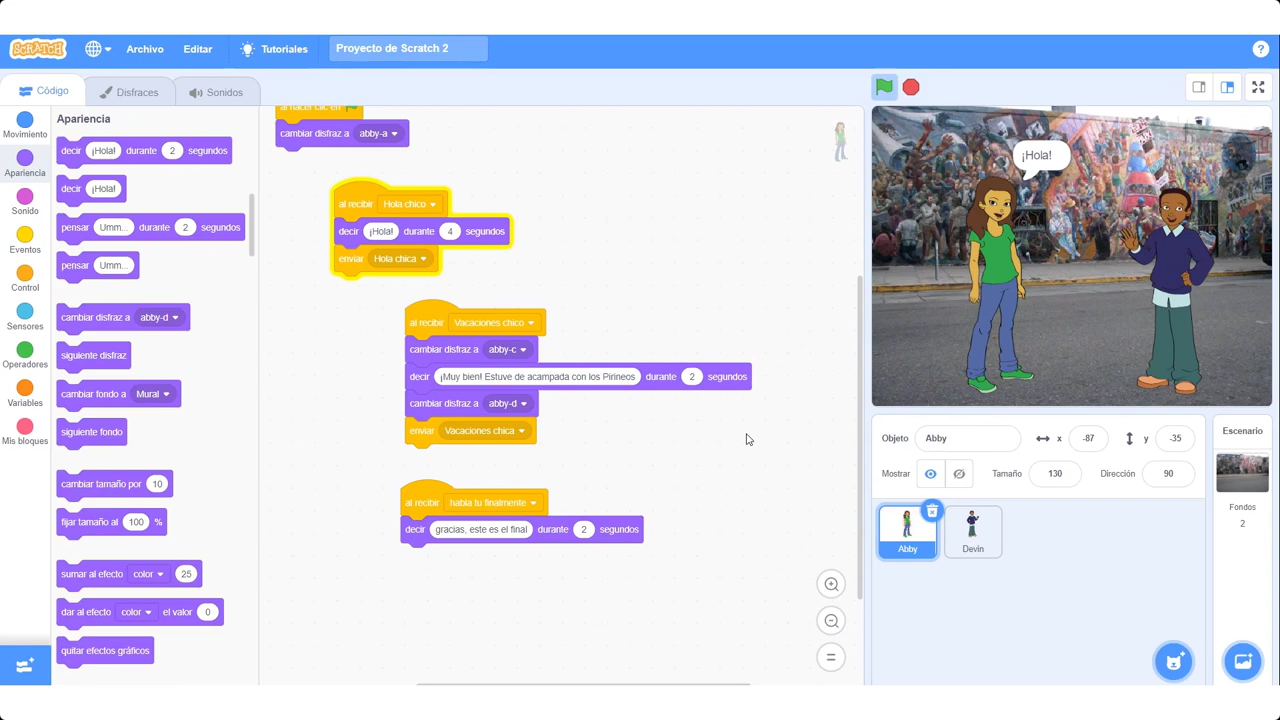 SCRATCH
Archivo
Editar
Tutoriales
Proyecto de Scratch 2
?
Código
Disfraces
Sonidos
Movimiento
Apariencia
Sonido
Eventos
Control
Sensores
Operadores
Variables
Mis bloques
Apariencia
decir ¡Hola! durante 2 segundos
decir ¡Hola!
pensar Umm... durante 2 segundos
pensar Umm...
cambiar disfraz a abby-d
siguiente disfraz
cambiar fondo a Mural
siguiente fondo
cambiar tamaño por 10
fijar tamaño al 100 %
sumar al efecto color 25
dar al efecto color el valor 0
quitar efectos gráficos
al hacer clic en
cambiar disfraz a abby-a
al recibir Hola chico
decir ¡Hola! durante 4 segundos
enviar Hola chica
al recibir Vacaciones chico
cambiar disfraz a abby-c
decir ¡Muy bien! Estuve de acampada con los Pirineos durante 2 segundos
cambiar disfraz a abby-d
enviar Vacaciones chica
al recibir habla tu finalmente
decir gracias, este es el final durante 2 segundos
¡Hola!
Objeto Abby x -87 y -35
Mostrar Tamaño 130 Dirección 90
Abby
Devin
Escenario
Fondos
2